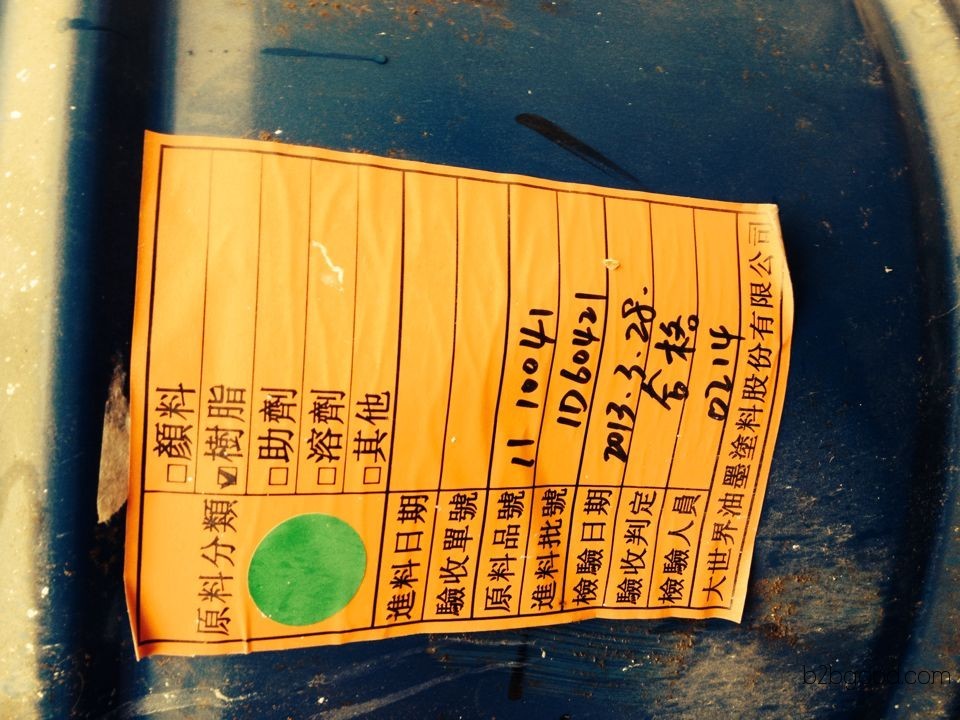 原料分類
□顏料
☑樹脂
□助劑
□溶劑
□其他
進料日期
驗收單號
原料品號 11 10041
進料批號 1D60421
檢驗日期 2013.3.28.
驗收判定 合格。
檢驗人員 0214
大世界油墨塗料股份有限公司